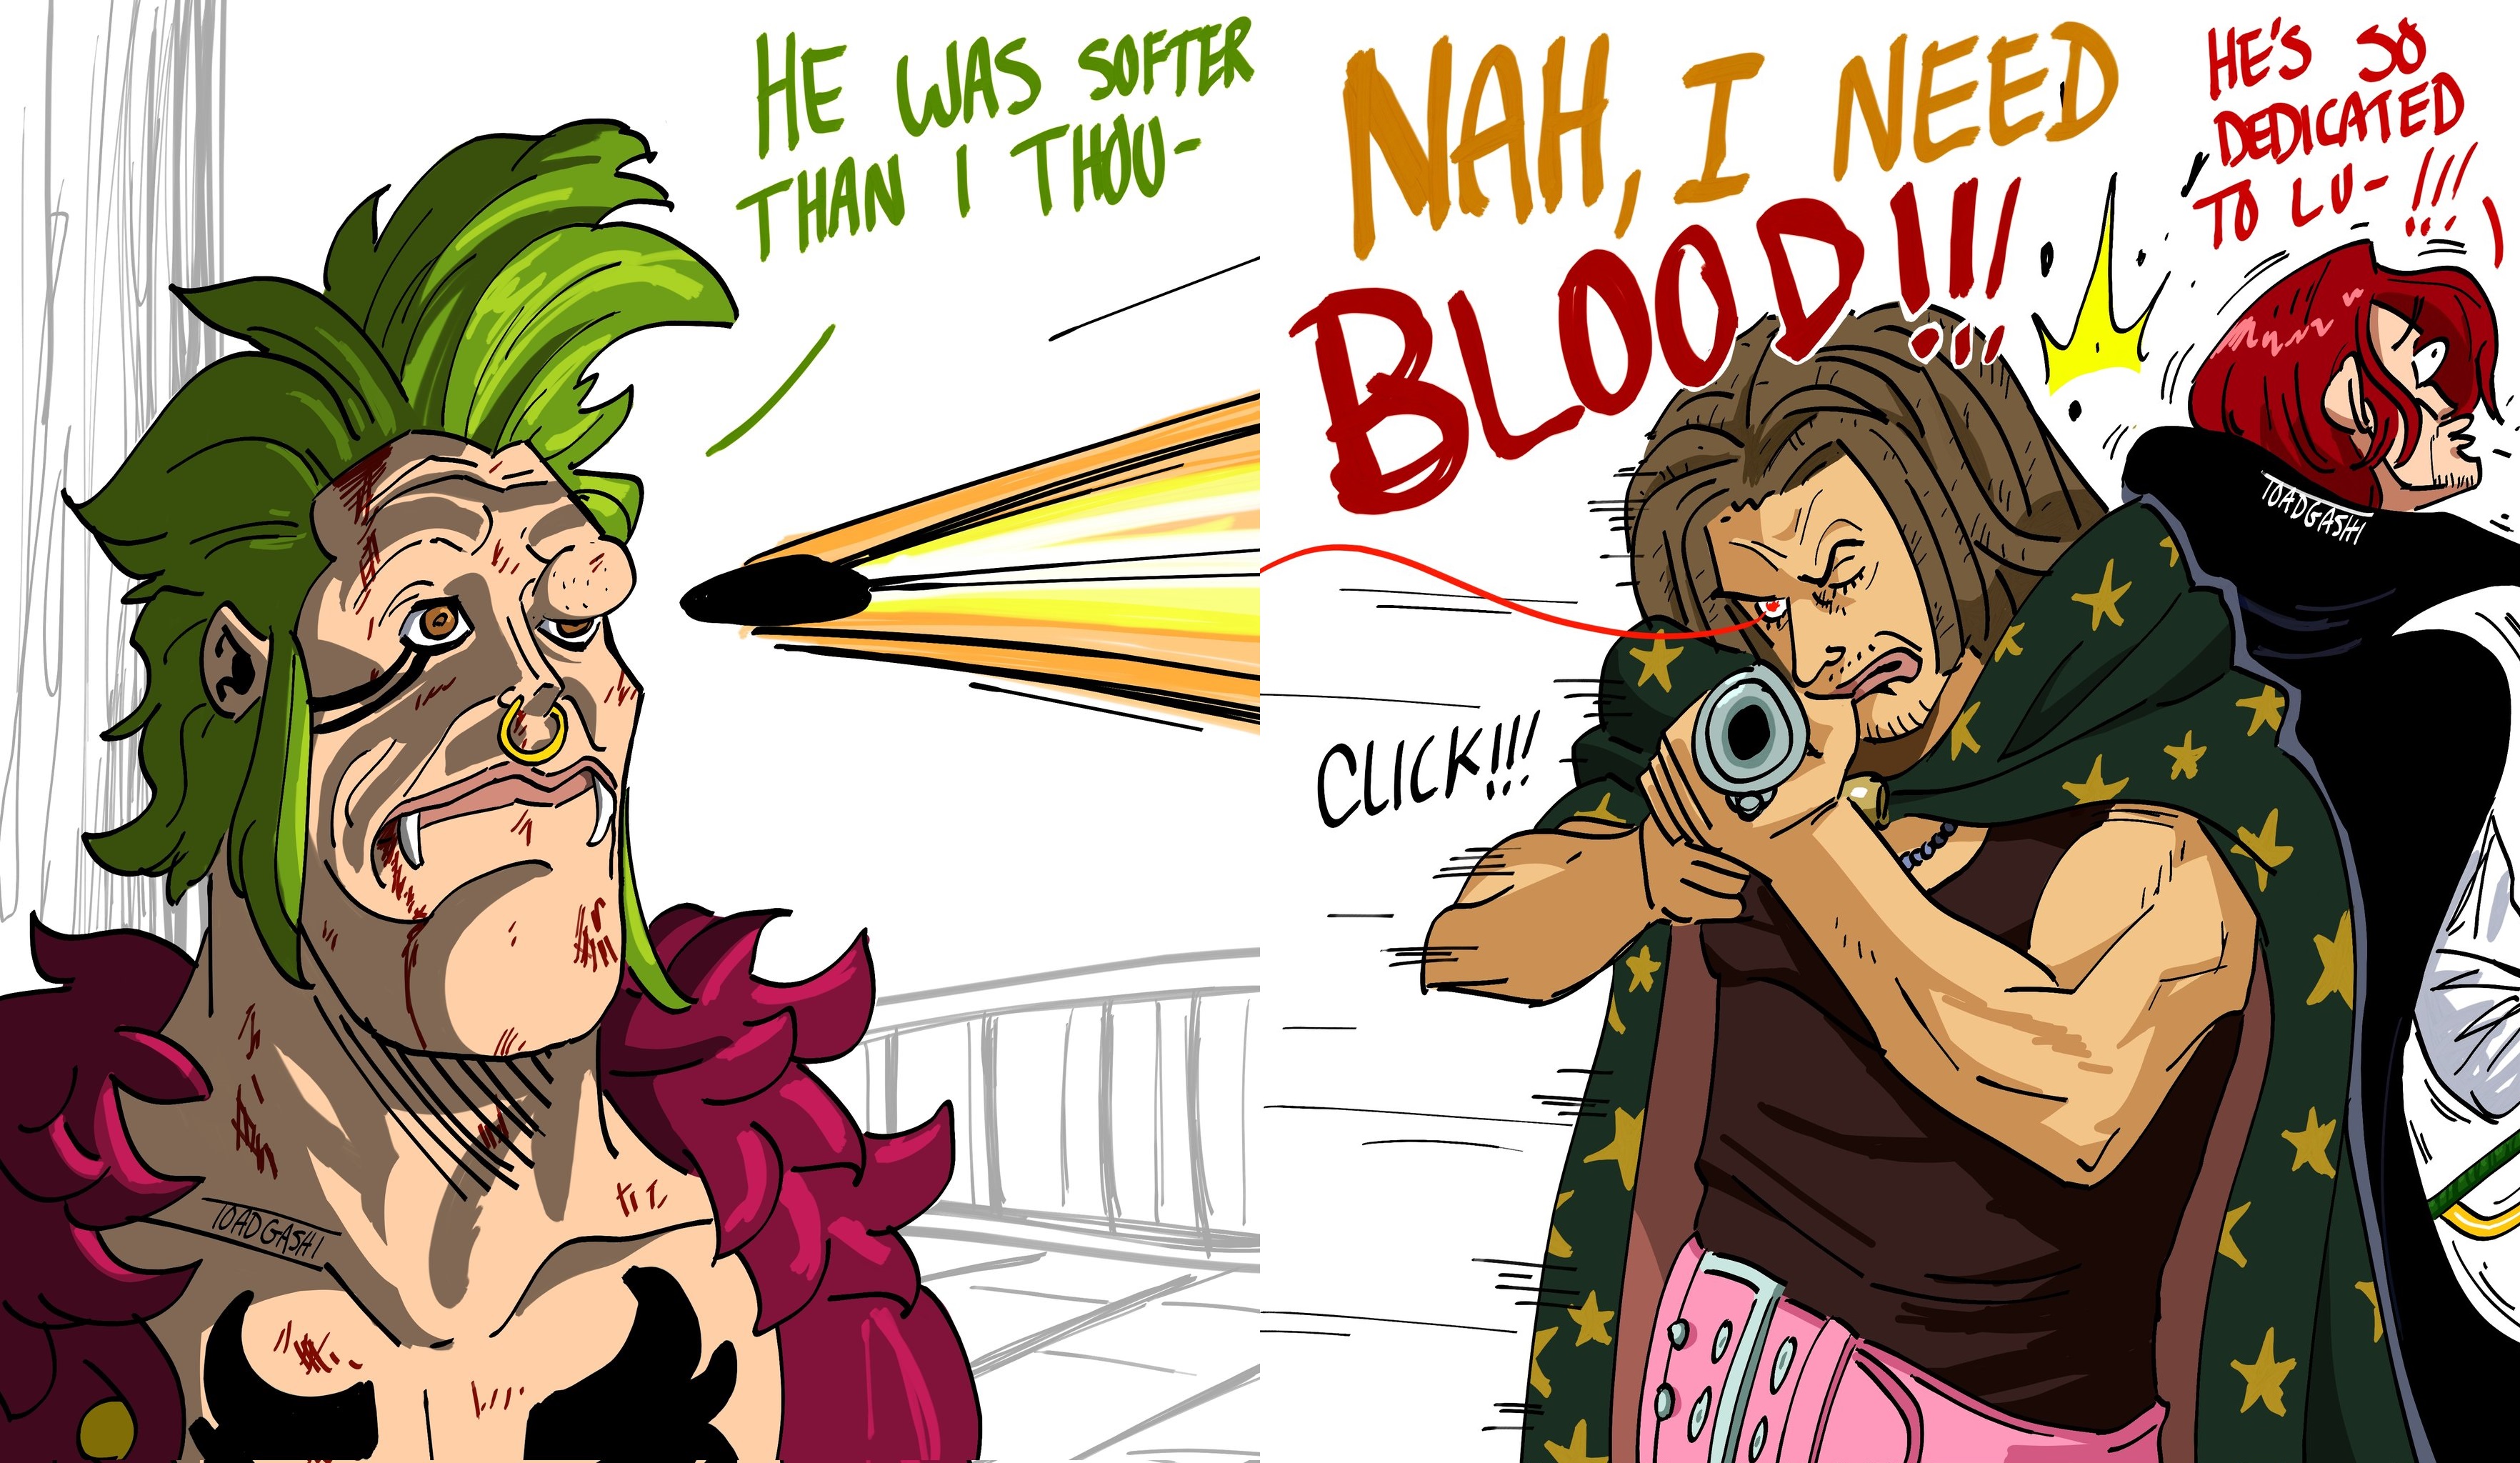 HE WAS SOFTER
THAN I THOU-
TOADGASHI
NAH, I NEED
BLOOD!!!
CLICK!!!
HE'S SO
DEDICATED
TO LU-!!!
TOADGASHI